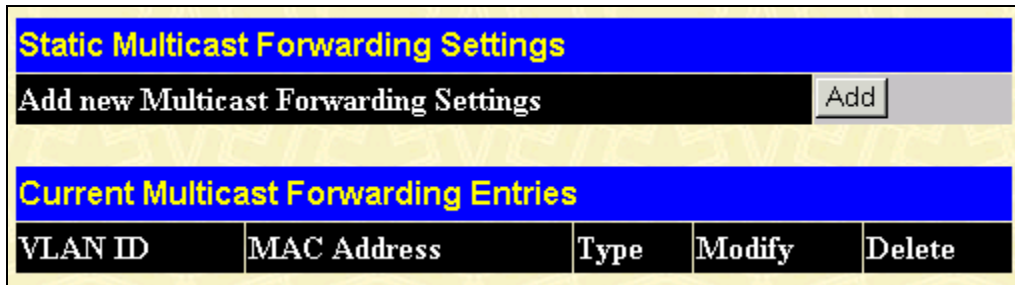 Static Multicast Forwarding Settings
Add new Multicast Forwarding Settings Add
Current Multicast Forwarding Entries
VLAN ID MAC Address Type Modify Delete